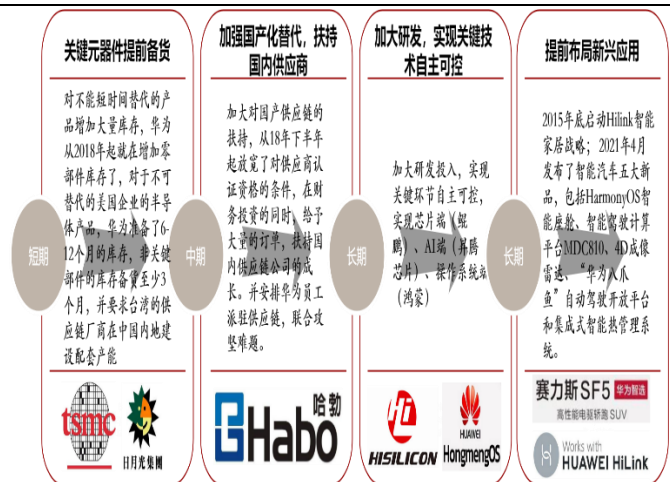 关键元器件提前备货
对不能短时间替代的产
品增加大量库存，华为
从2018年起就在增加零
部件库存了，对于不可
替代的美国企业的半导
体产品，华为准备了6-
12个月的库存，非关键
部件的库存备货至少3
个月，并要求台湾的供
应链厂商在中国内地建
设配套产能
短期
tsmc
日月光集團
加强国产化替代，扶持
国内供应商
加大对国产供应链的
扶持，从18年下半年
起放宽了对供应商认
证资格的条件，在财
务投资的同时，给予
大量的订单，扶持国
内供应链公司的成
长。并安排华为员工
派驻供应链，联合攻
坚难题。
中期
哈勃
Habo
加大研发，实现关键技
术自主可控
加大研发投入，实现
关键环节自主可控，
实现芯片端（鲲
鹏）、AI端（昇腾
芯片）、操作系统端
（鸿蒙）
长期
Hi
HISILICON
HUAWEI
HongmengOS
提前布局新兴应用
2015年底启动Hilink智能
家居战略；2021年4月
发布了智能汽车五大新
品，包括HarmonyOS智
能座舱、智能驾驶计算
平台MDC810、4D成像
雷达、“华为八爪
鱼”自动驾驶开放平台
和集成式智能热管理系
统。
长期
赛力斯SF5 华为智选
高性能电驱轿跑SUV
Works with
HUAWEI HiLink